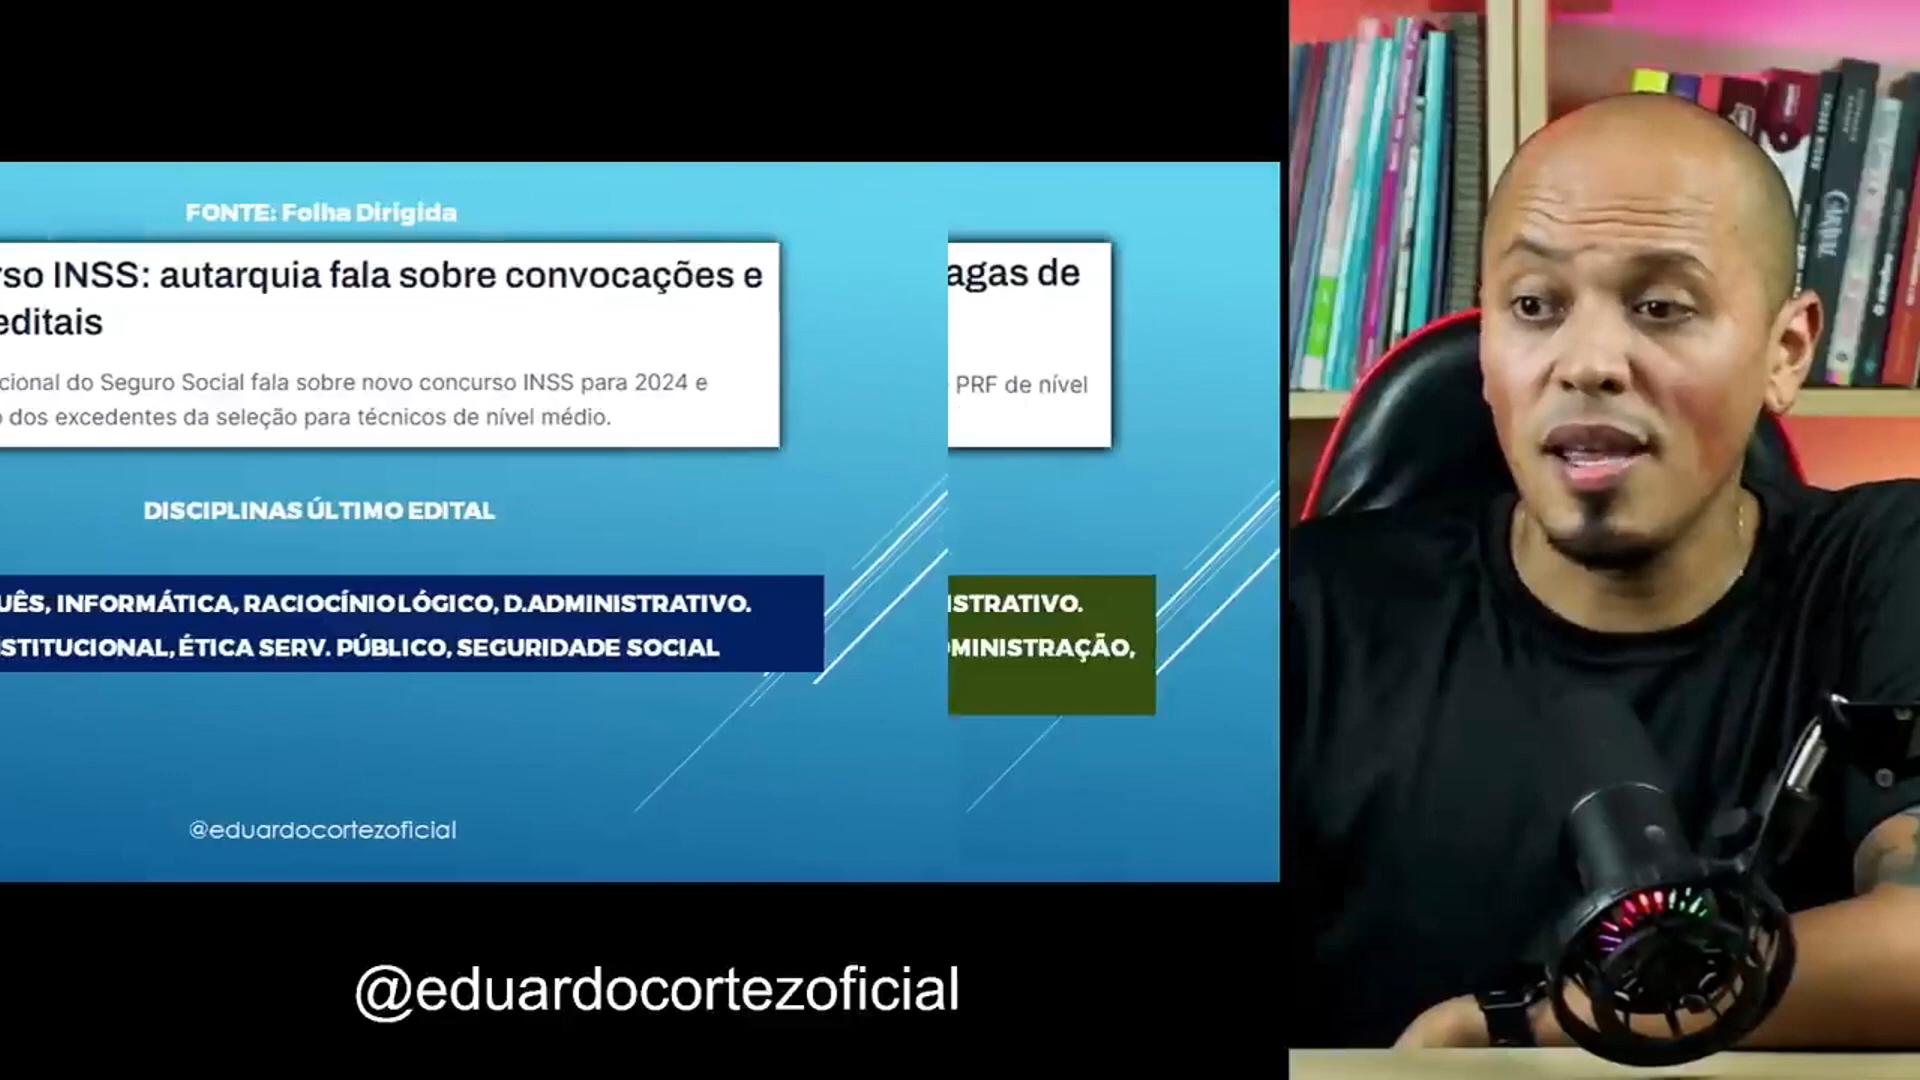 FONTE: Folha Dirigida
rso INSS: autarquia fala sobre convocações e
editais
cional do Seguro Social fala sobre novo concurso INSS para 2024 e
o dos excedentes da seleção para técnicos de nível médio.
agas de
PRF de nível
DISCIPLINAS ÚLTIMO EDITAL
UÊS, INFORMÁTICA, RACIOCÍNIO LÓGICO, D.ADMINISTRATIVO.
STITUCIONAL, ÉTICA SERV. PÚBLICO, SEGURIDADE SOCIAL
ISTRATIVO.
MINISTRAÇÃO,
@eduardocortezoficial
@eduardocortezoficial